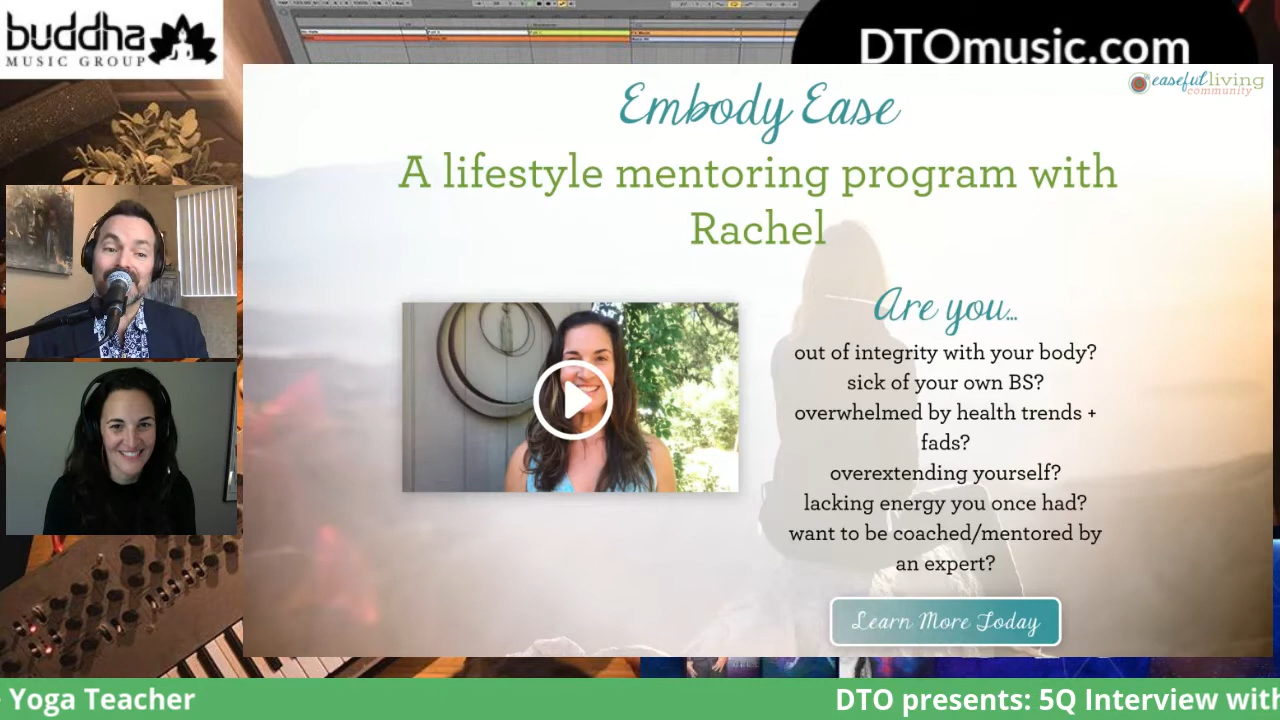 buddha
MUSIC GROUP
DTOmusic.com
easefulliving
community
Embody Ease
A lifestyle mentoring program with
Rachel
Are you...
out of integrity with your body?
sick of your own BS?
overwhelmed by health trends +
fads?
overextending yourself?
lacking energy you once had?
want to be coached/mentored by
an expert?
Learn More Today
Yoga Teacher
DTO presents: 5Q Interview with